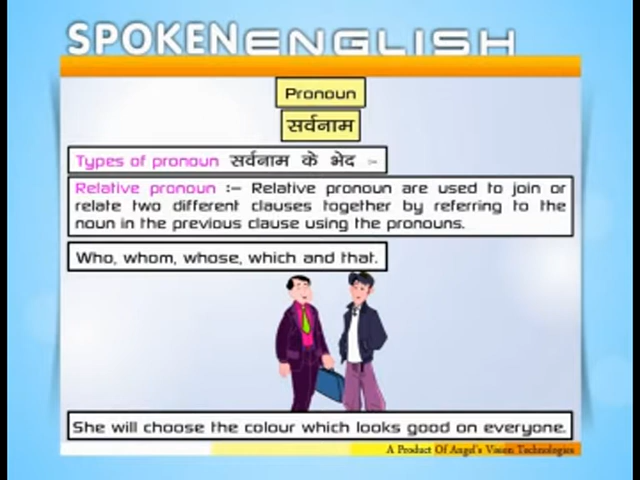 SPOKEN ENGLISH
Pronoun
सर्वनाम
Types of pronoun सर्वनाम के भेद :-
Relative pronoun :- Relative pronoun are used to join or
relate two different clauses together by referring to the
noun in the previous clause using the pronouns.
Who, whom, whose, which and that.
She will choose the colour which looks good on everyone.
A Product Of Angel's Vision Technologies